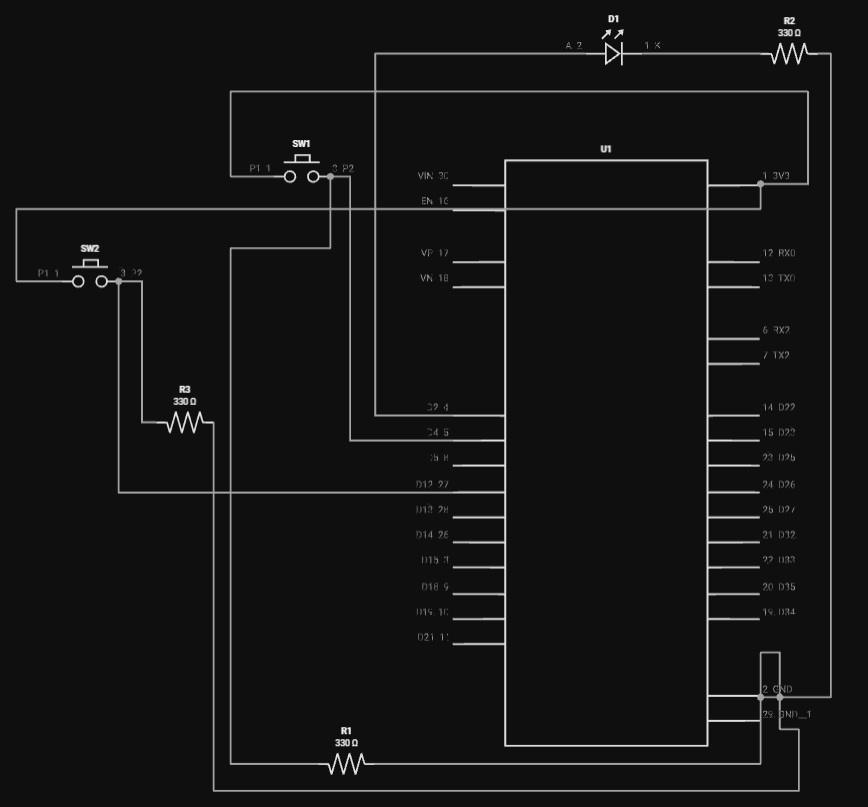 D1
A 2
1 K
R2
330 Ω
SW1
P1 1
3 P2
U1
VIN 30
1 3V3
EN 16
SW2
P1 1
3 P2
VP 17
12 RX0
VN 18
13 TX0
6 RX2
7 TX2
R3
330 Ω
D2 4
14 D22
D4 5
15 D23
D5 8
23 D25
D12 27
24 D26
D13 28
25 D27
D14 26
21 D32
D15 3
22 D33
D18 9
20 D35
D19 10
19 D34
D21 11
2 GND
29 GND_1
R1
330 Ω